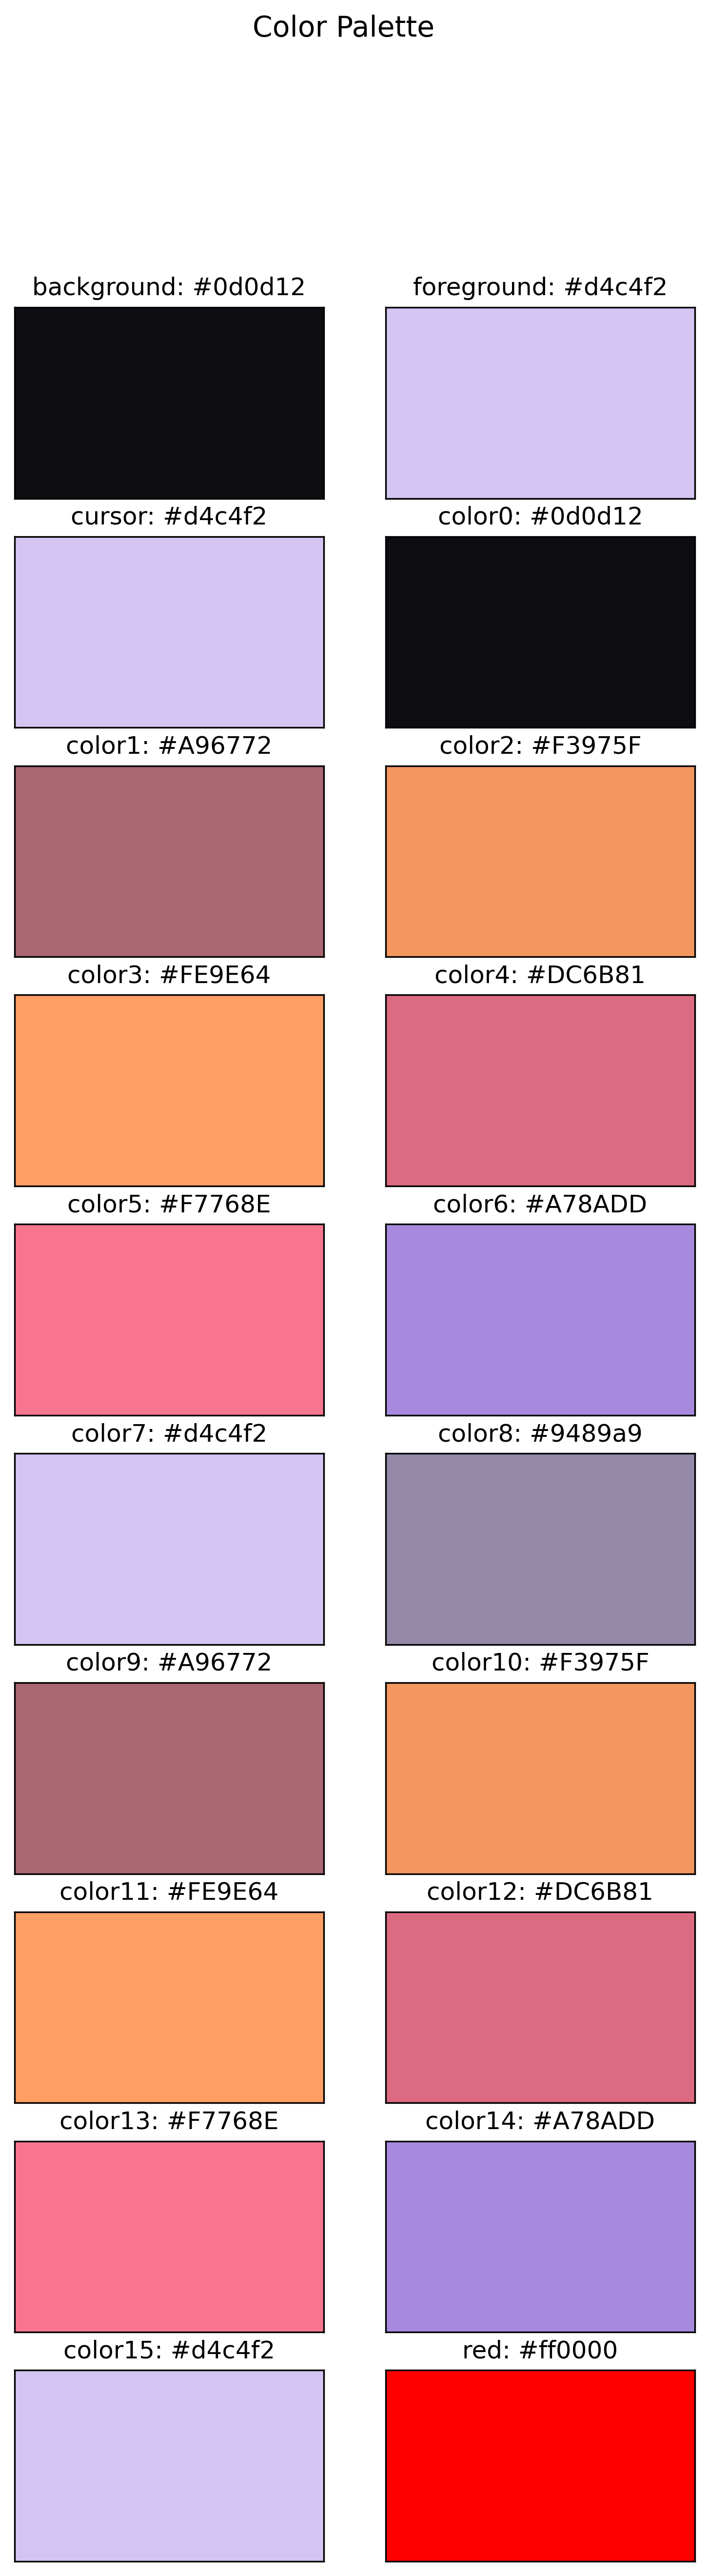 Color Palette
background: #0d0d12
foreground: #d4c4f2
cursor: #d4c4f2
color0: #0d0d12
color1: #A96772
color2: #F3975F
color3: #FE9E64
color4: #DC6B81
color5: #F7768E
color6: #A78ADD
color7: #d4c4f2
color8: #9489a9
color9: #A96772
color10: #F3975F
color11: #FE9E64
color12: #DC6B81
color13: #F7768E
color14: #A78ADD
color15: #d4c4f2
red: #ff0000